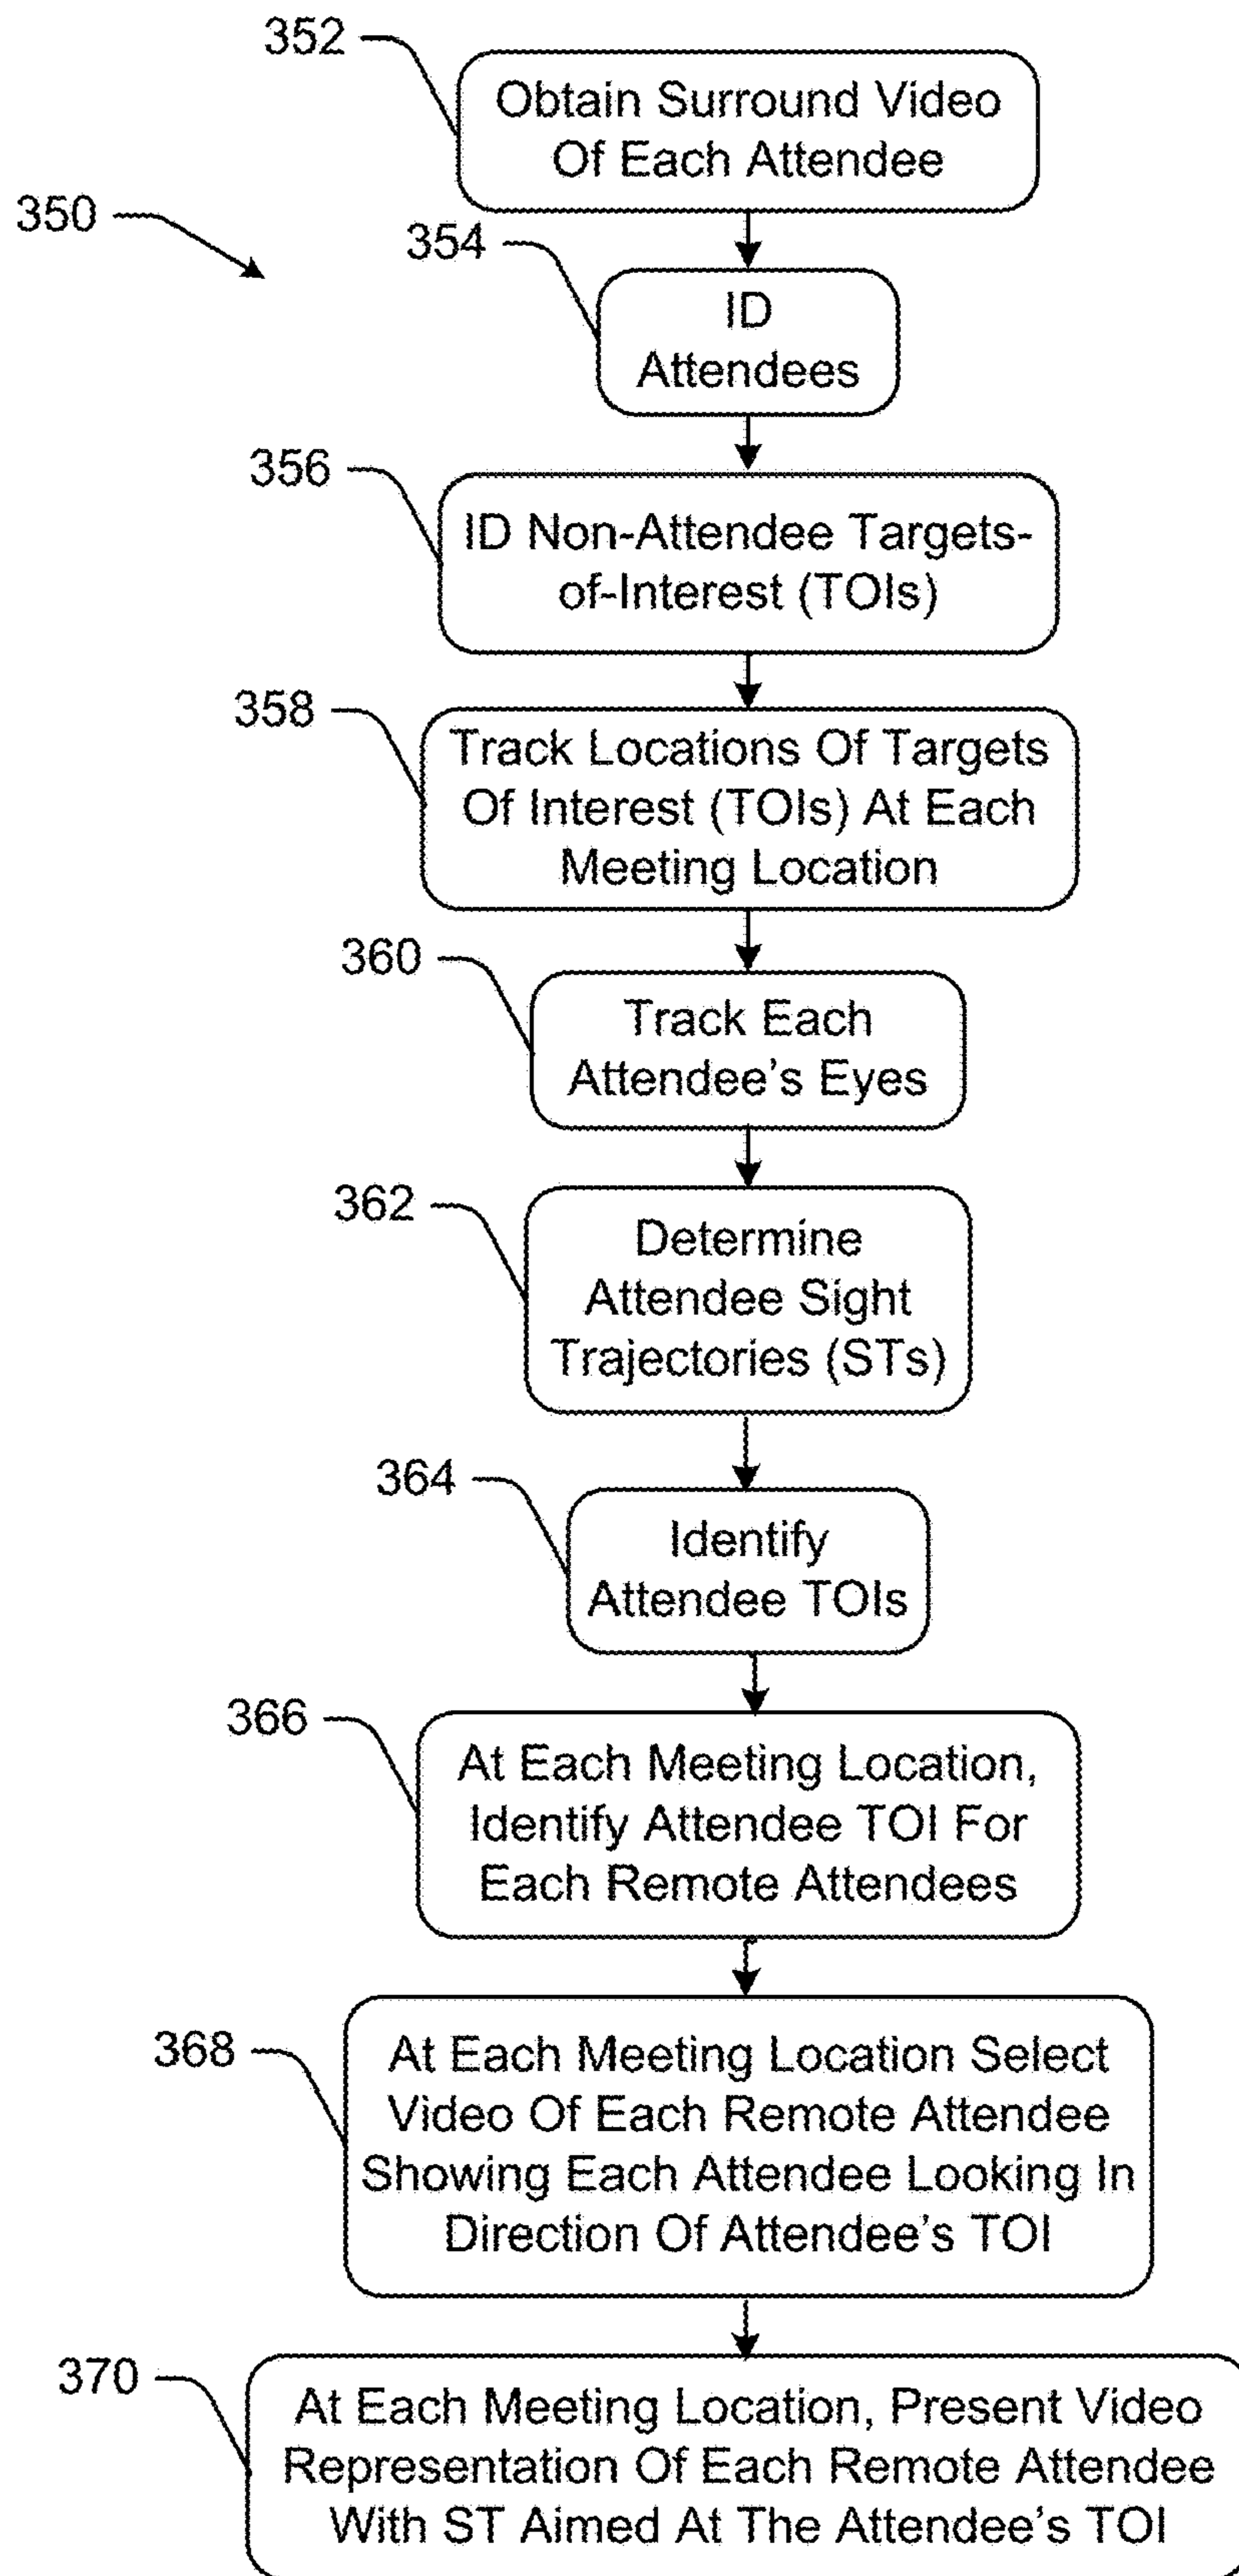 352
Obtain Surround Video
Of Each Attendee
350
354
ID
Attendees
356
ID Non-Attendee Targets-
of-Interest (TOIs)
358
Track Locations Of Targets
Of Interest (TOIs) At Each
Meeting Location
360
Track Each
Attendee's Eyes
362
Determine
Attendee Sight
Trajectories (STs)
364
Identify
Attendee TOIs
366
At Each Meeting Location,
Identify Attendee TOI For
Each Remote Attendees
368
At Each Meeting Location Select
Video Of Each Remote Attendee
Showing Each Attendee Looking In
Direction Of Attendee's TOI
370
At Each Meeting Location, Present Video
Representation Of Each Remote Attendee
With ST Aimed At The Attendee's TOI